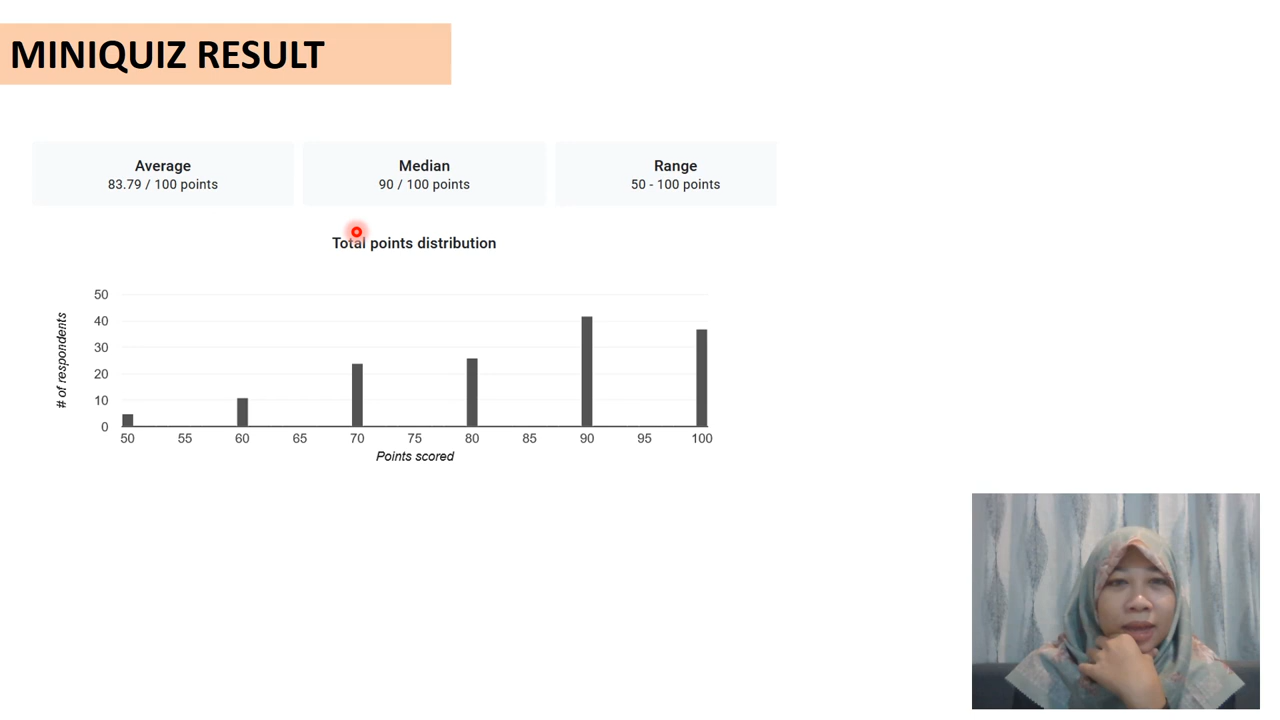 MINIQUIZ RESULT
Average
83.79 / 100 points
Median
90 / 100 points
Range
50 - 100 points
Total points distribution
# of respondents
50
40
30
20
10
0
50 55 60 65 70 75 80 85 90 95 100
Points scored